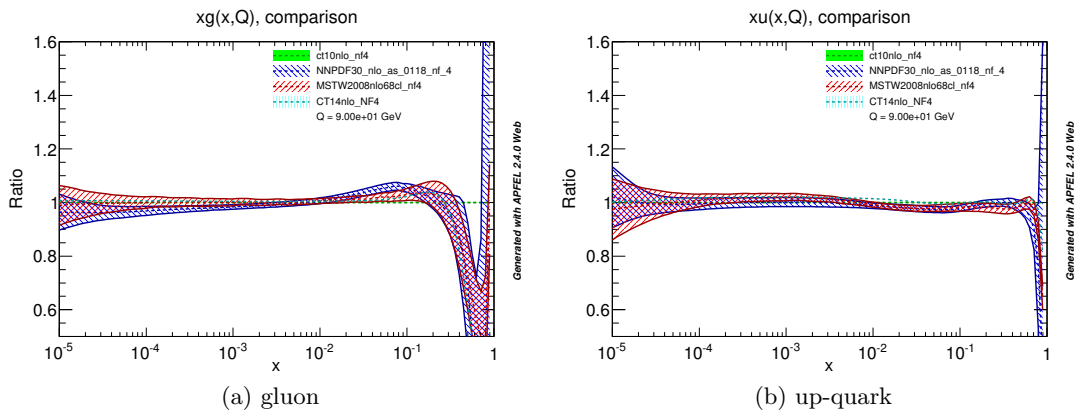 xg(x,Q), comparison
1.6
1.4
1.2
1
0.8
0.6
Ratio
ct10nlo_nf4
NNPDF30_nlo_as_0118_nf_4
MSTW2008nlo68cl_nf4
CT14nlo_NF4
Q = 9.00e+01 GeV
10⁻⁵ 10⁻⁴ 10⁻³ 10⁻² 10⁻¹ 1
x
Generated with APFEL 2.4.0 Web
(a) gluon
xu(x,Q), comparison
1.6
1.4
1.2
1
0.8
0.6
Ratio
ct10nlo_nf4
NNPDF30_nlo_as_0118_nf_4
MSTW2008nlo68cl_nf4
CT14nlo_NF4
Q = 9.00e+01 GeV
10⁻⁵ 10⁻⁴ 10⁻³ 10⁻² 10⁻¹ 1
x
Generated with APFEL 2.4.0 Web
(b) up-quark